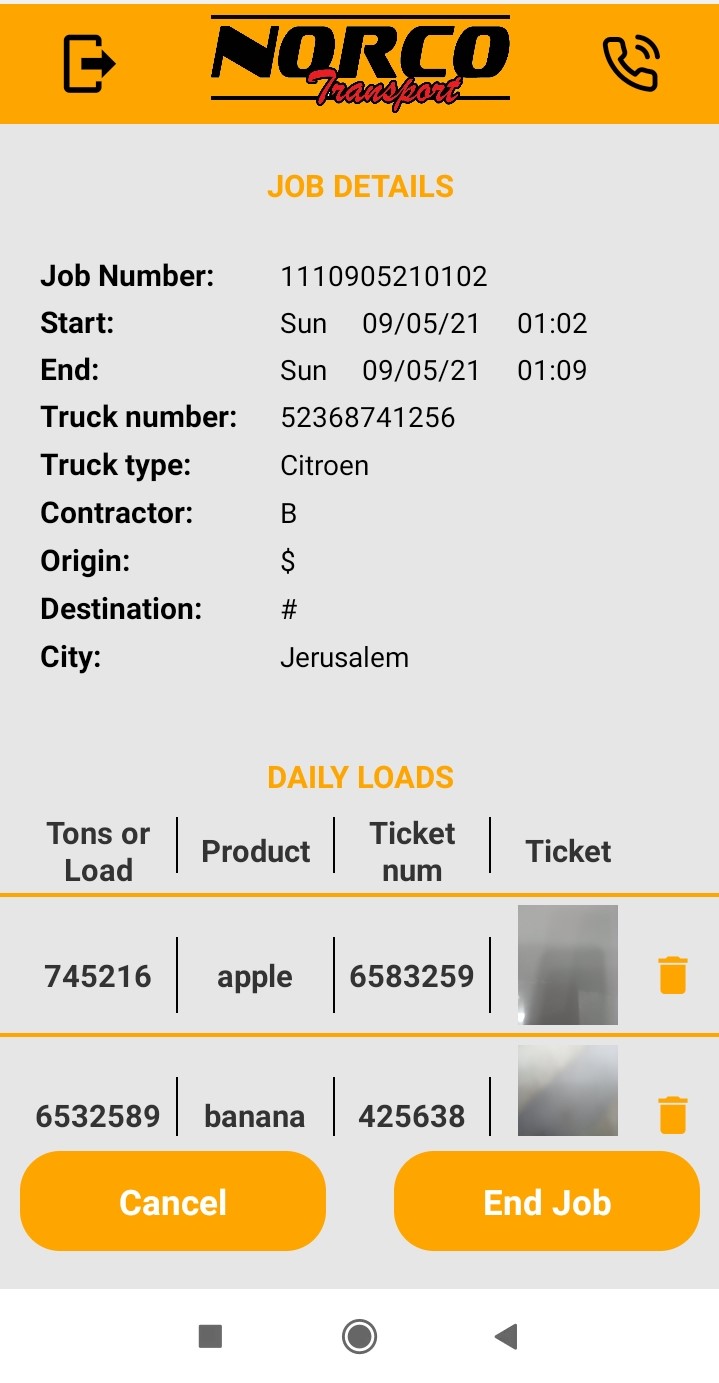 NORCO
Transport
JOB DETAILS
Job Number: 1110905210102
Start: Sun 09/05/21 01:02
End: Sun 09/05/21 01:09
Truck number: 52368741256
Truck type: Citroen
Contractor: B
Origin: $
Destination: #
City: Jerusalem
DAILY LOADS
Tons or Load Product Ticket num Ticket
745216 apple 6583259
6532589 banana 425638
Cancel End Job